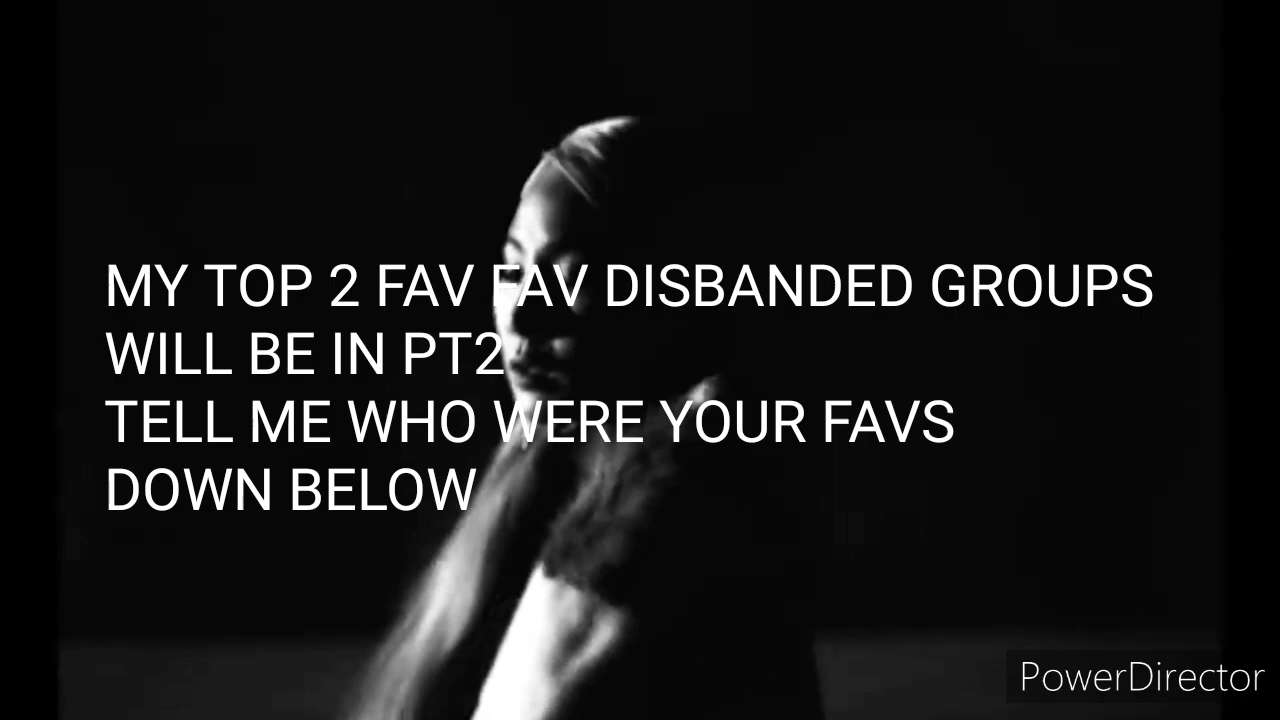 MY TOP 2 FAV FAV DISBANDED GROUPS
WILL BE IN PT2
TELL ME WHO WERE YOUR FAVS
DOWN BELOW
PowerDirector